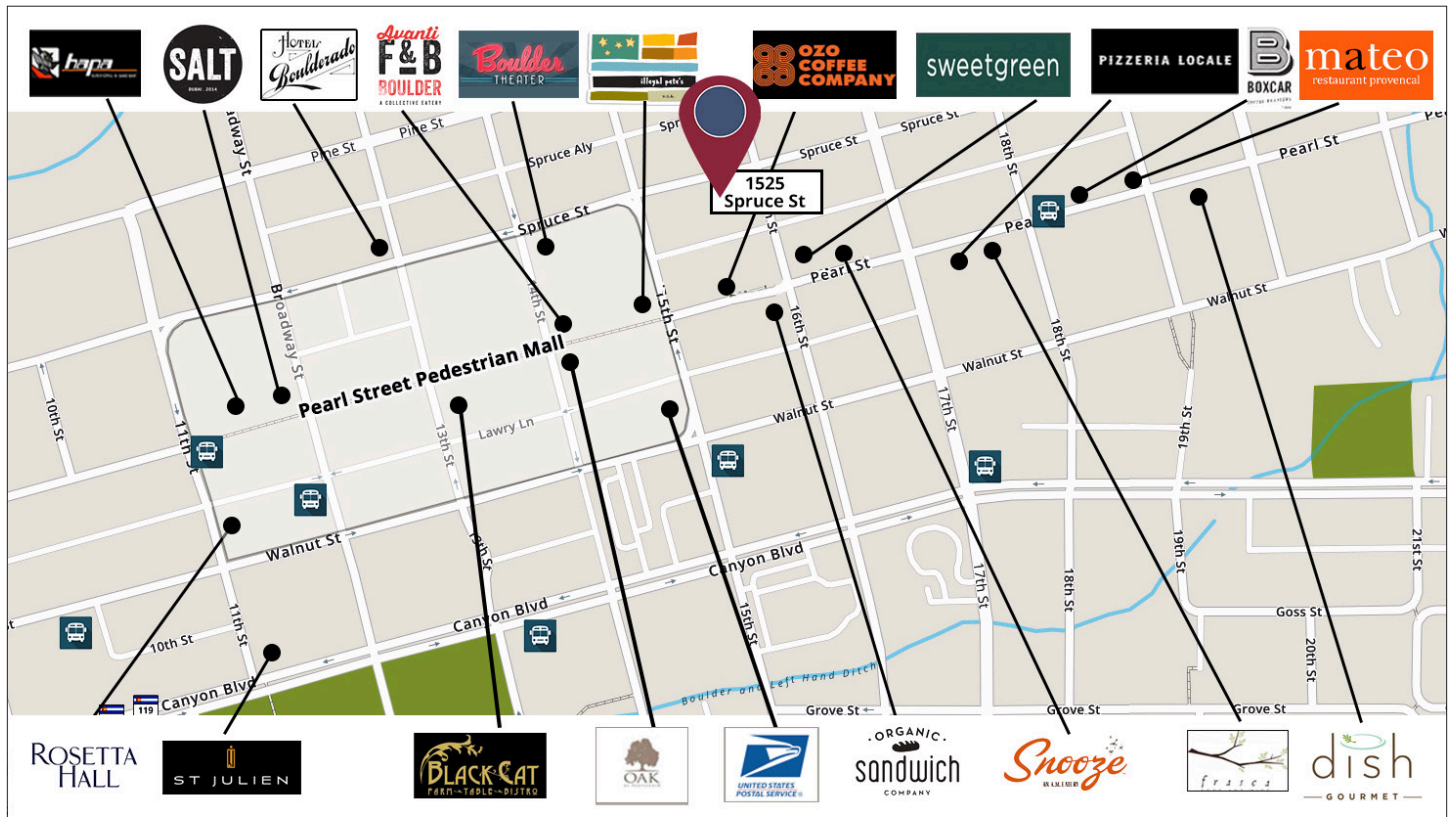 hapa
SALT
HOTEL
Boulderado
Avanti
F&B
BOULDER
A COLLECTIVE EATERY
Boulder
THEATER
illegal pete's
OZO
COFFEE
COMPANY
sweetgreen
PIZZERIA LOCALE
B
BOXCAR
COFFEE ROASTERS
mateo
restaurant provencal
Pine St
Pine St
Spruce Aly
Spruce St
Spruce St
Spruce St
1525
Spruce St
18th St
Pearl St
Pearl St
Broadway St
14th St
15th St
16th St
Pearl Street Pedestrian Mall
Walnut St
Walnut St
Walnut St
Walnut St
10th St
11th St
13th St
Lawry Ln
17th St
18th St
19th St
Canyon Blvd
Canyon Blvd
Canyon Blvd
11th St
10th St
15th St
17th St
18th St
19th St
21st St
Goss St
20th St
Boulder and Left Hand Ditch
119
Grove St
Grove St
Grove St
ROSETTA
HALL
ST JULIEN
BLACK CAT
FARM TABLE BISTRO
OAK
UNITED STATES
POSTAL SERVICE®
ORGANIC
sandwich
COMPANY
Snooze
AN A.M. EATERY
frasca
dish
GOURMET